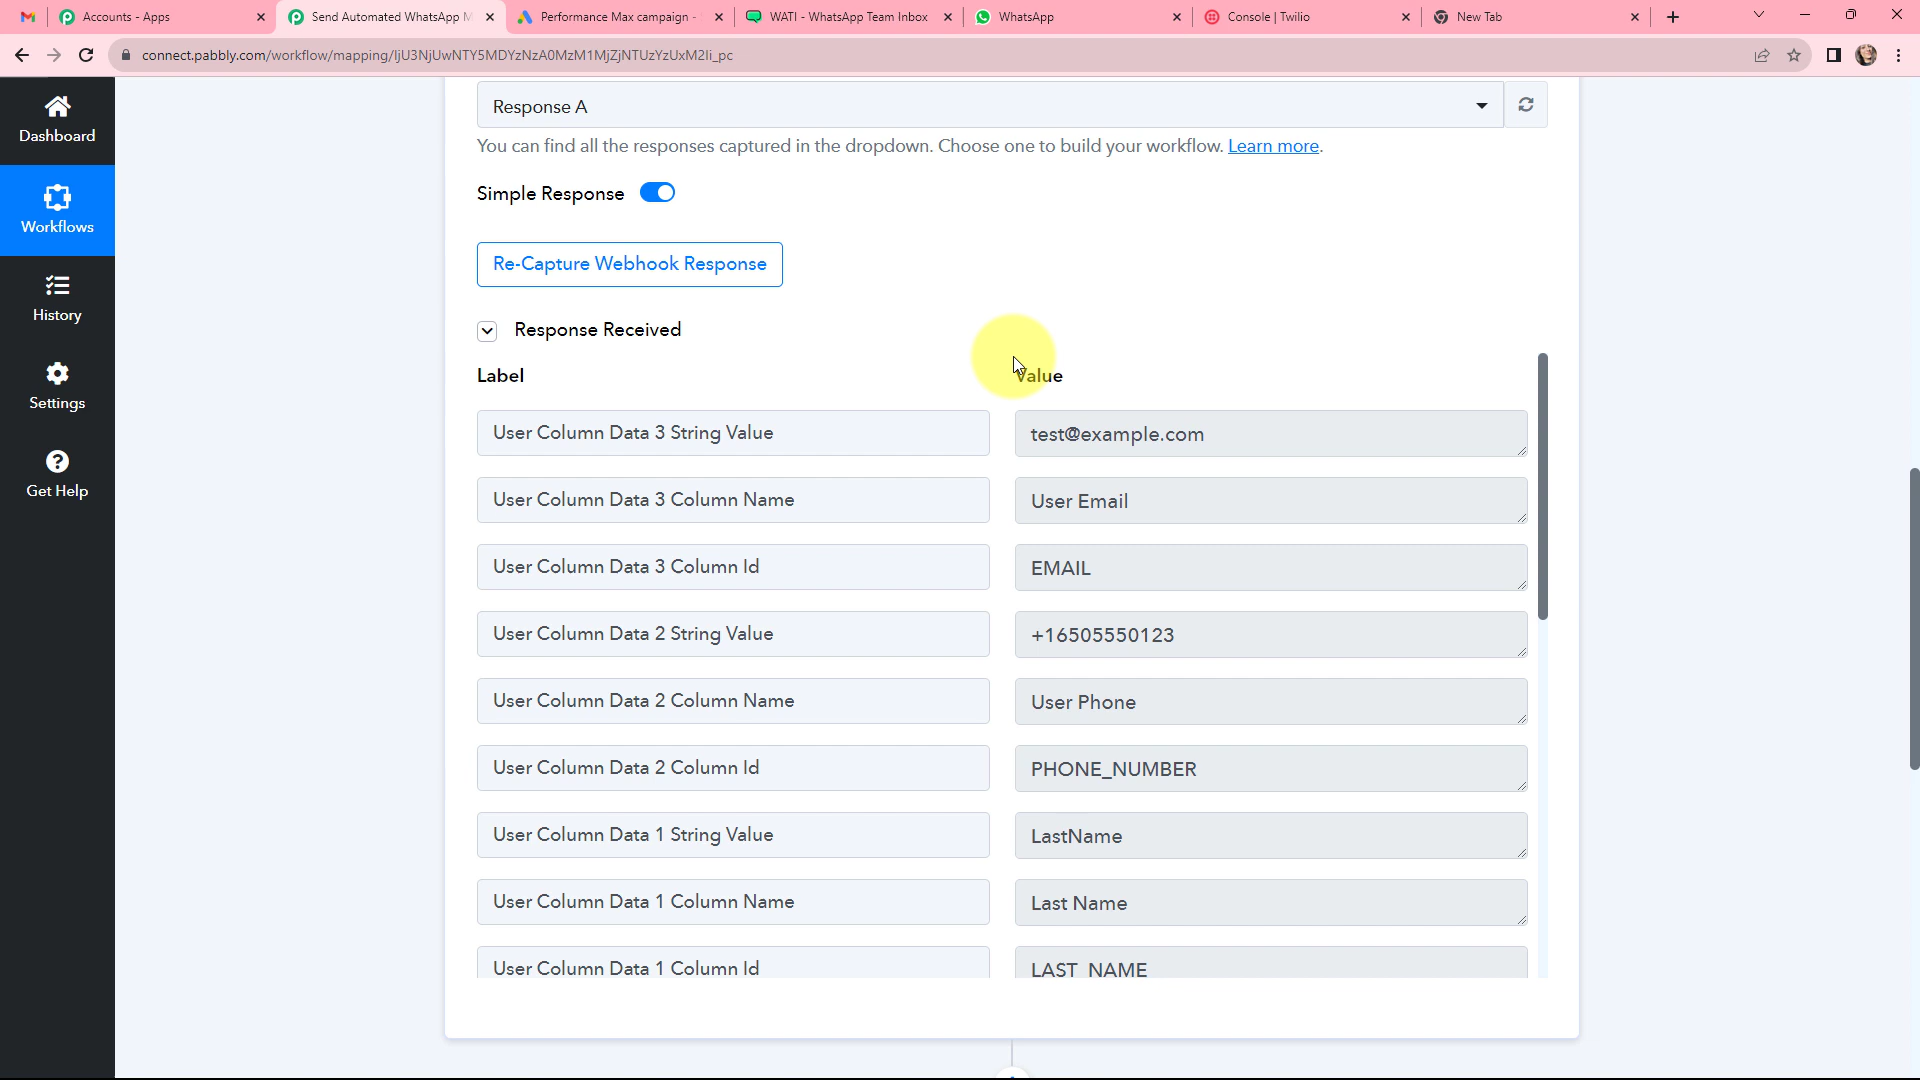 Accounts - Apps
Send Automated WhatsApp M
Performance Max campaign -
WATI - WhatsApp Team Inbox
WhatsApp
Console | Twilio
New Tab
Dashboard
Workflows
History
Settings
Get Help
Response A
You can find all the responses captured in the dropdown. Choose one to build your workflow. Learn more.
Simple Response
Re-Capture Webhook Response
Response Received
Label Value
User Column Data 3 String Value test@example.com
User Column Data 3 Column Name User Email
User Column Data 3 Column Id EMAIL
User Column Data 2 String Value +16505550123
User Column Data 2 Column Name User Phone
User Column Data 2 Column Id PHONE_NUMBER
User Column Data 1 String Value LastName
User Column Data 1 Column Name Last Name
User Column Data 1 Column Id LAST_NAME